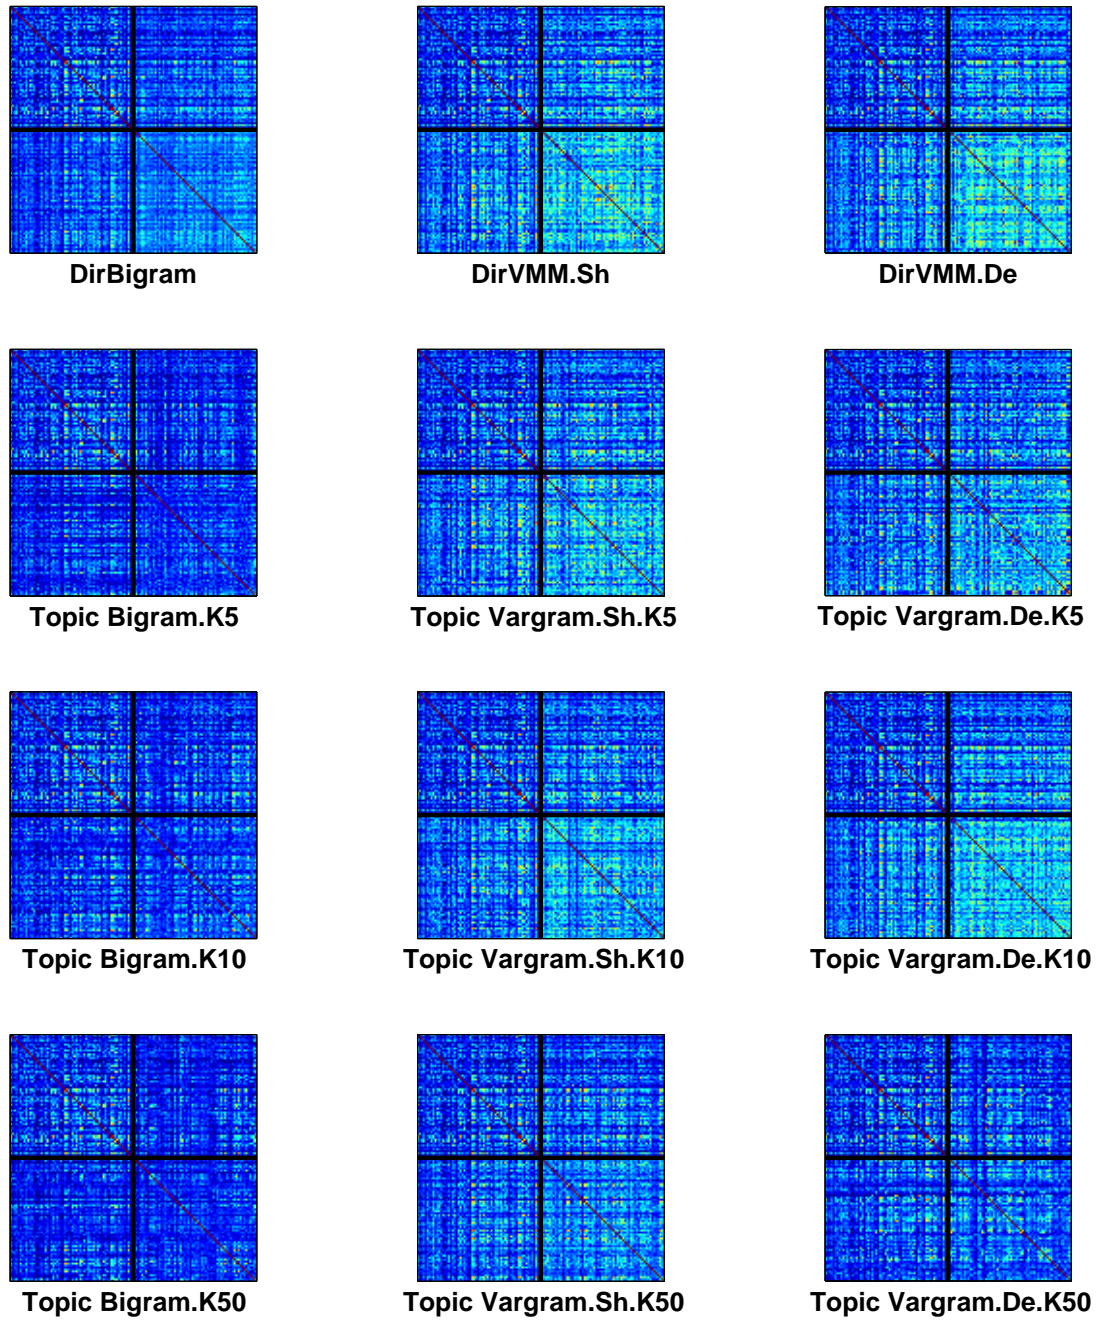 DirBigram
DirVMM.Sh
DirVMM.De
Topic Bigram.K5
Topic Vargram.Sh.K5
Topic Vargram.De.K5
Topic Bigram.K10
Topic Vargram.Sh.K10
Topic Vargram.De.K10
Topic Bigram.K50
Topic Vargram.Sh.K50
Topic Vargram.De.K50